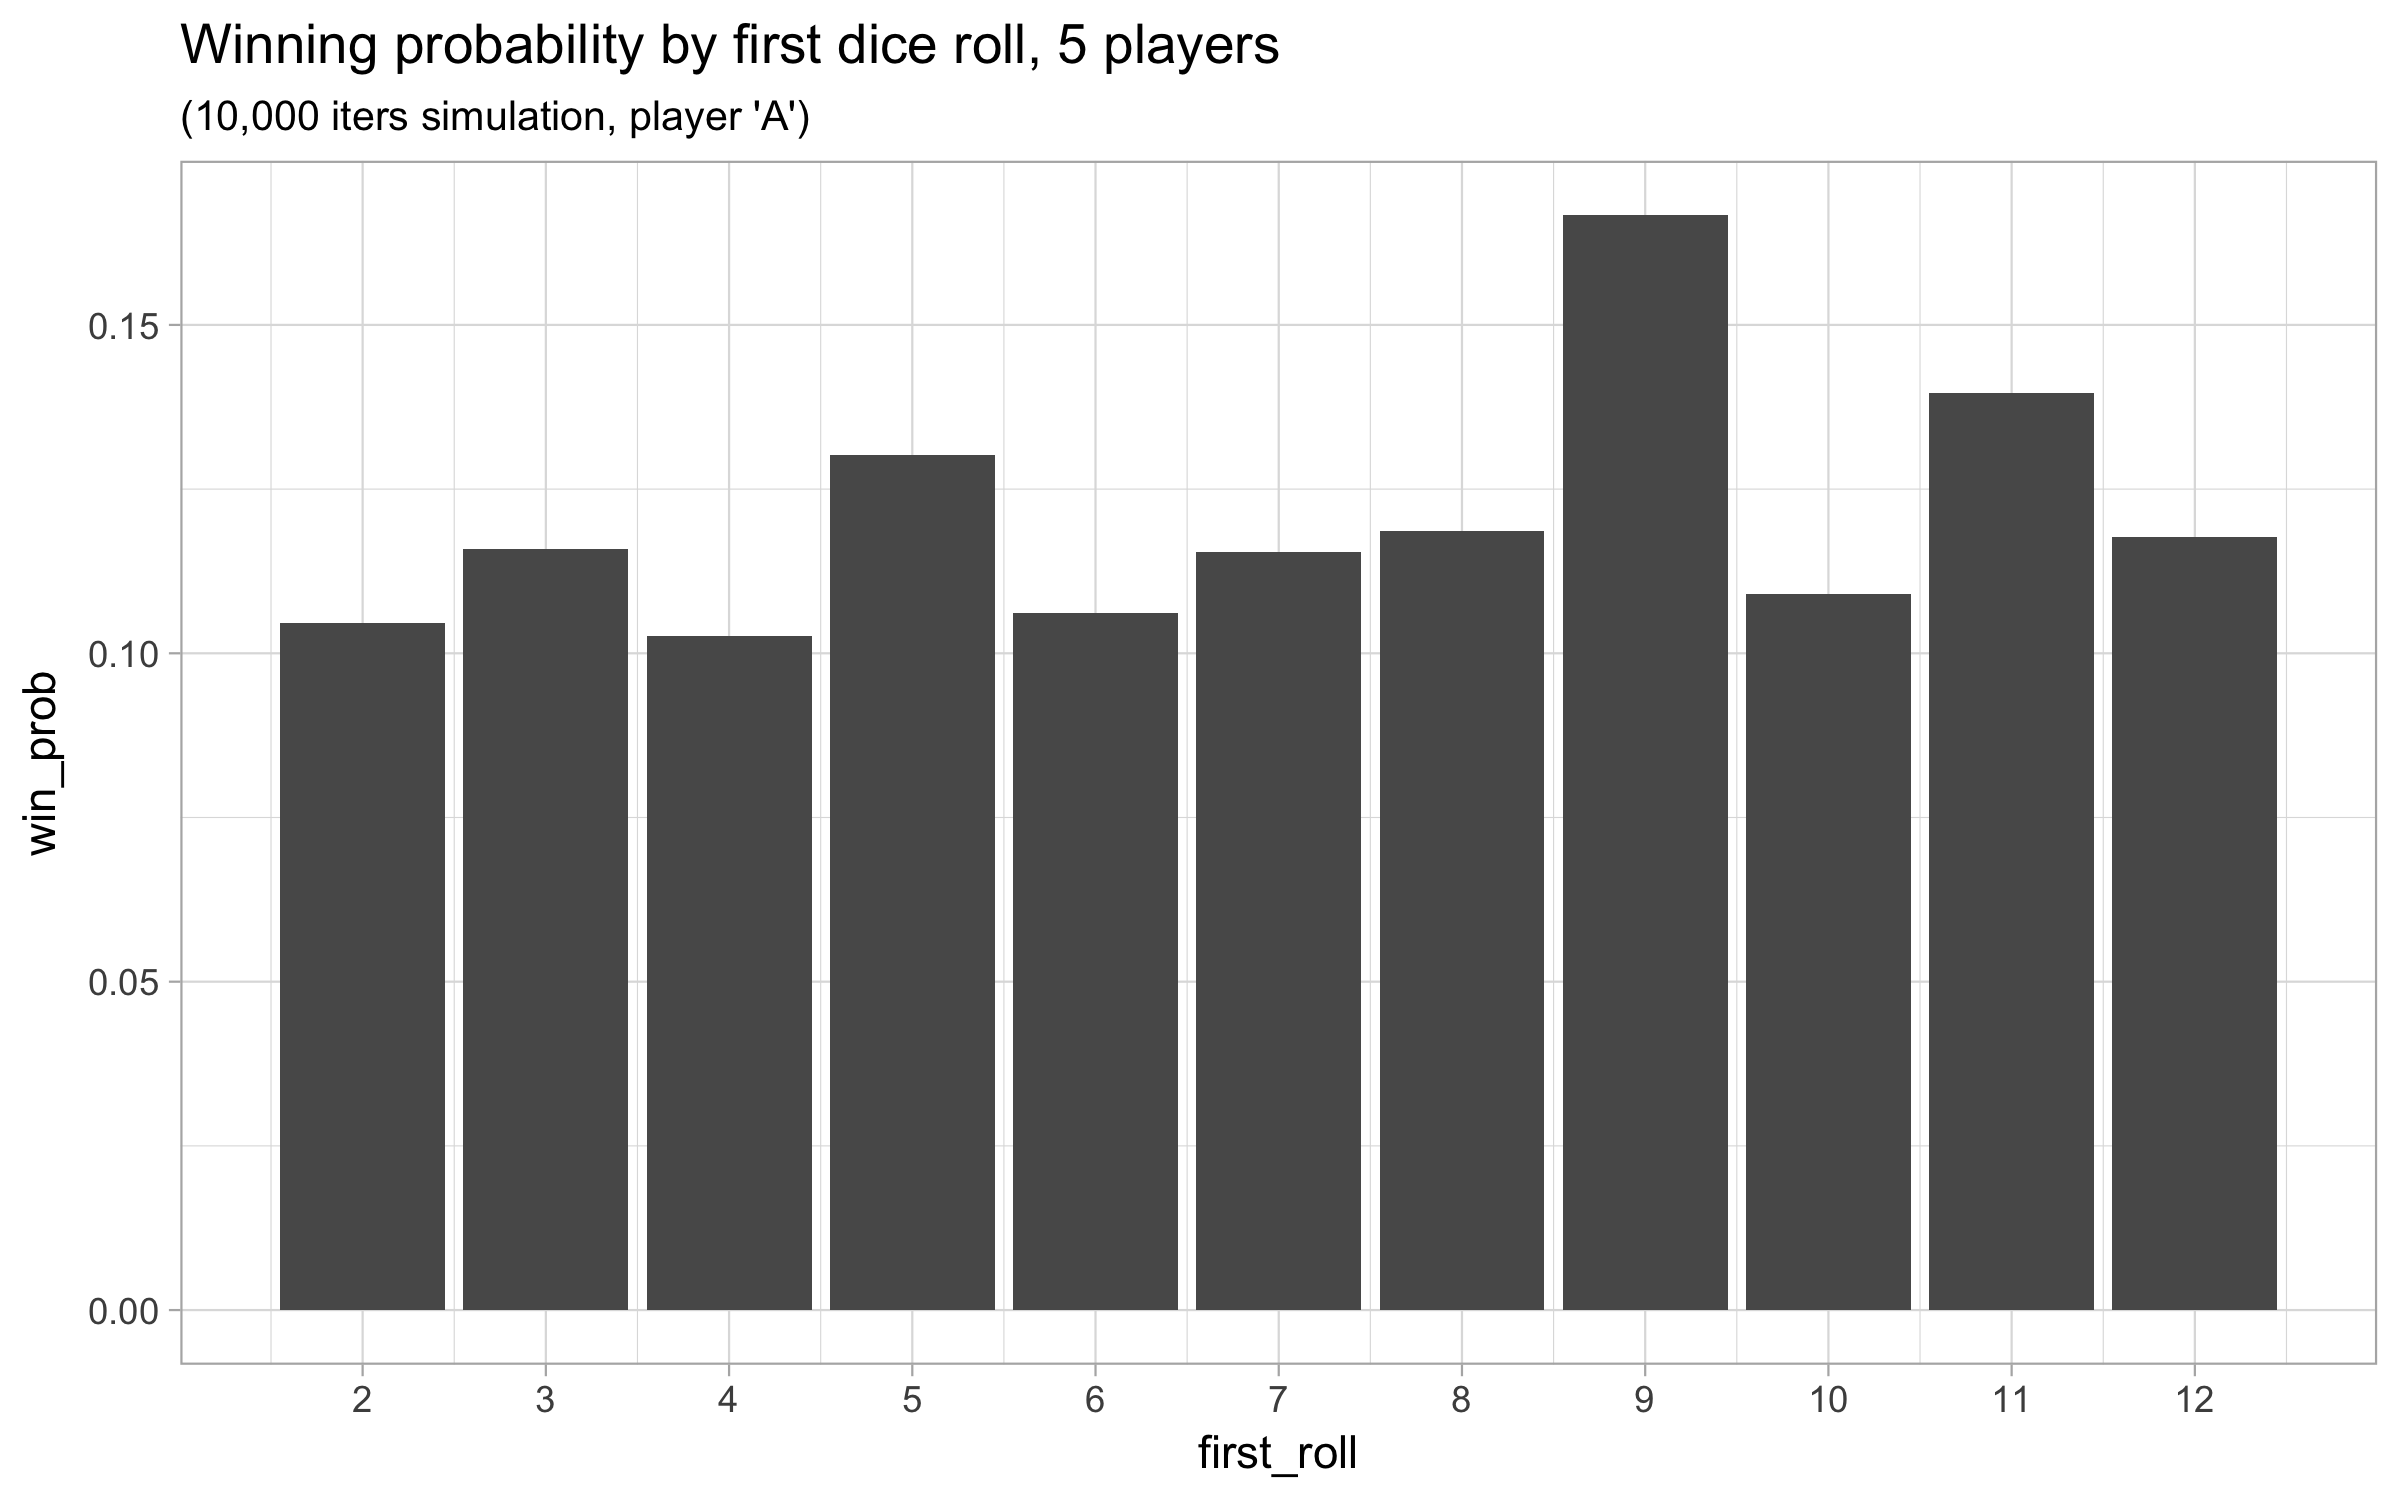 Winning probability by first dice roll, 5 players
(10,000 iters simulation, player 'A')
0.15
0.10
0.05
0.00
win_prob
2 3 4 5 6 7 8 9 10 11 12
first_roll